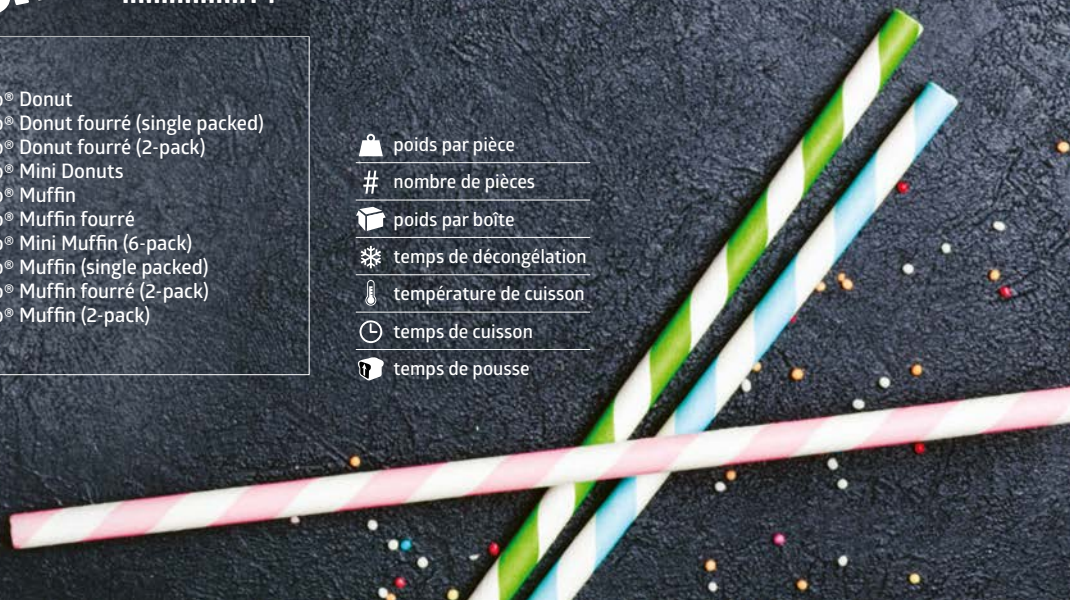 ® Donut
® Donut fourré (single packed)
® Donut fourré (2-pack)
® Mini Donuts
® Muffin
® Muffin fourré
® Mini Muffin (6-pack)
® Muffin (single packed)
® Muffin fourré (2-pack)
® Muffin (2-pack)
poids par pièce
# nombre de pièces
poids par boîte
temps de décongélation
température de cuisson
temps de cuisson
temps de pousse